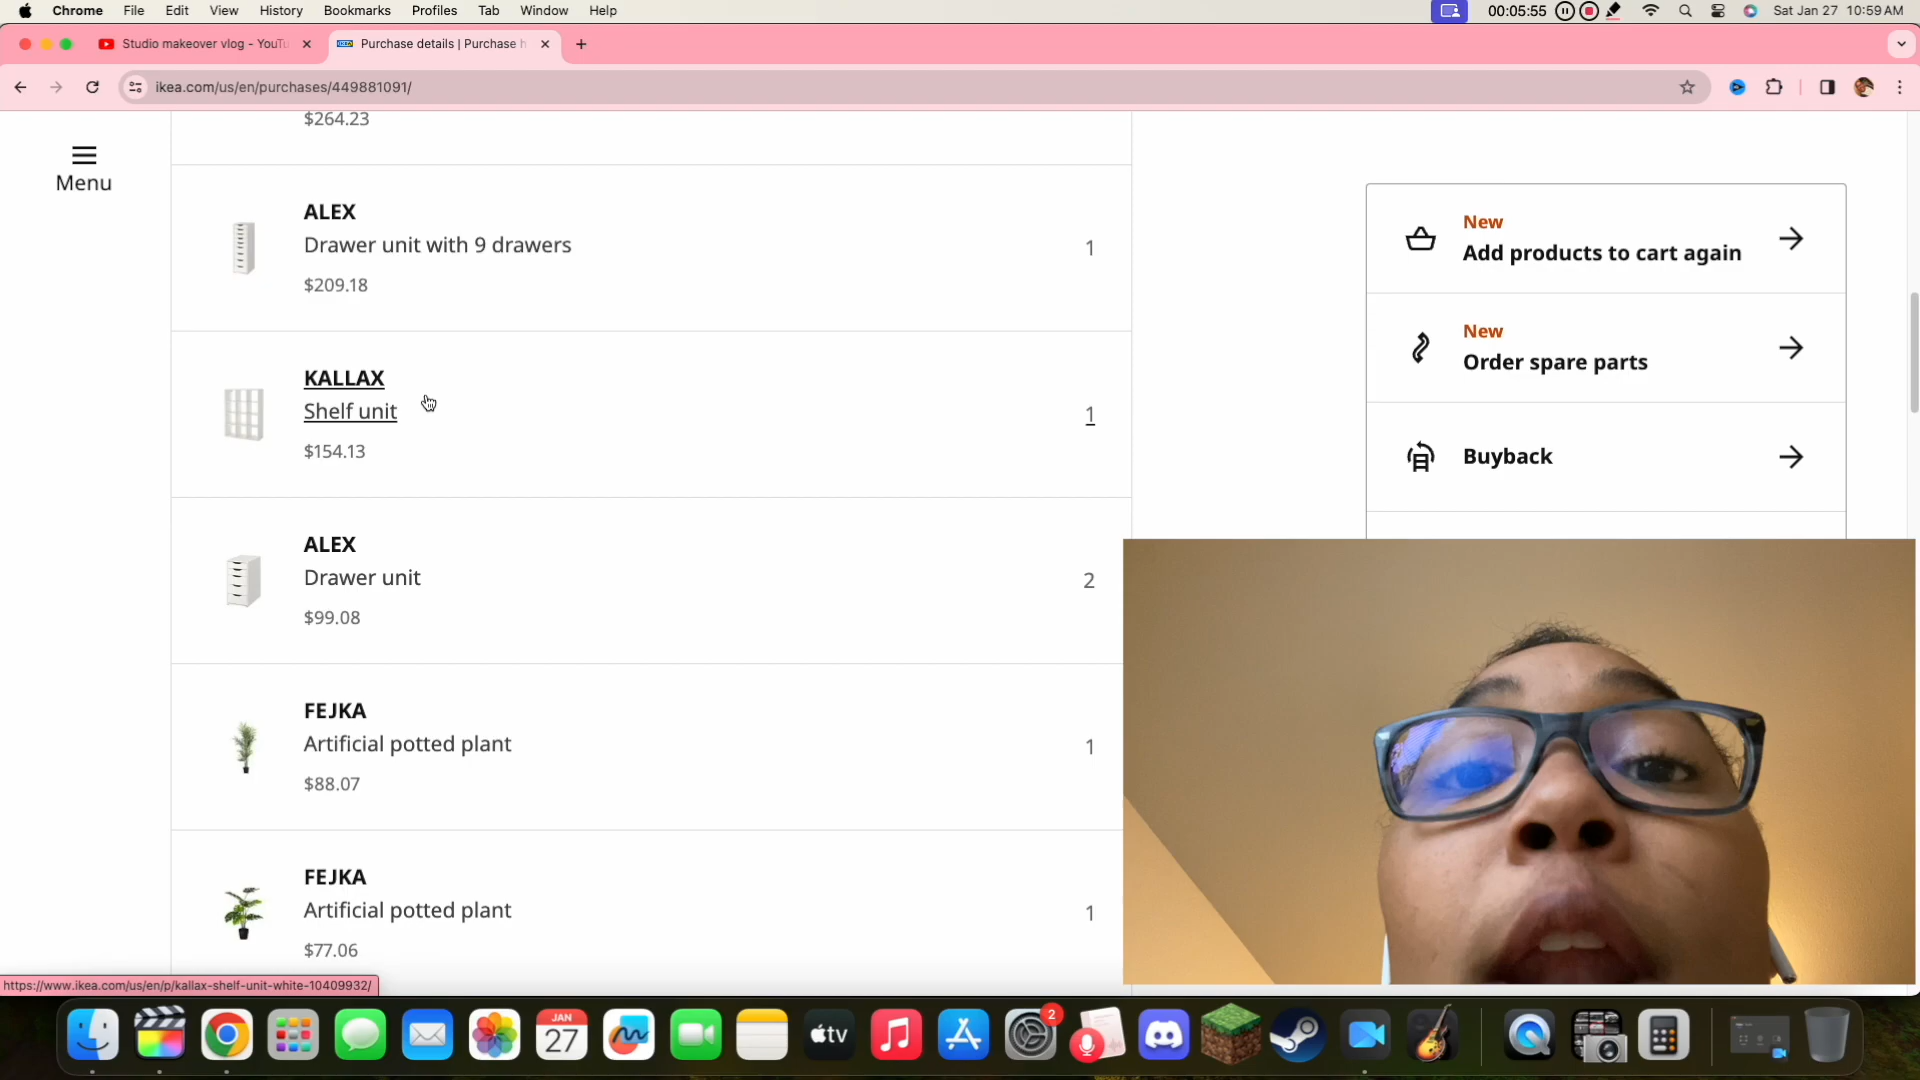 Chrome File Edit View History Bookmarks Profiles Tab Window Help 00:05:55 Sat Jan 27 10:59 AM
Studio makeover vlog - YouTu Purchase details | Purchase h
ikea.com/us/en/purchases/449881091/
Menu
$264.23
ALEX
Drawer unit with 9 drawers
1
$209.18
KALLAX
Shelf unit
1
$154.13
ALEX
Drawer unit
2
$99.08
FEJKA
Artificial potted plant
1
$88.07
FEJKA
Artificial potted plant
1
$77.06
New
Add products to cart again
New
Order spare parts
Buyback
https://www.ikea.com/us/en/p/kallax-shelf-unit-white-10409932/
JAN
27
tv
2